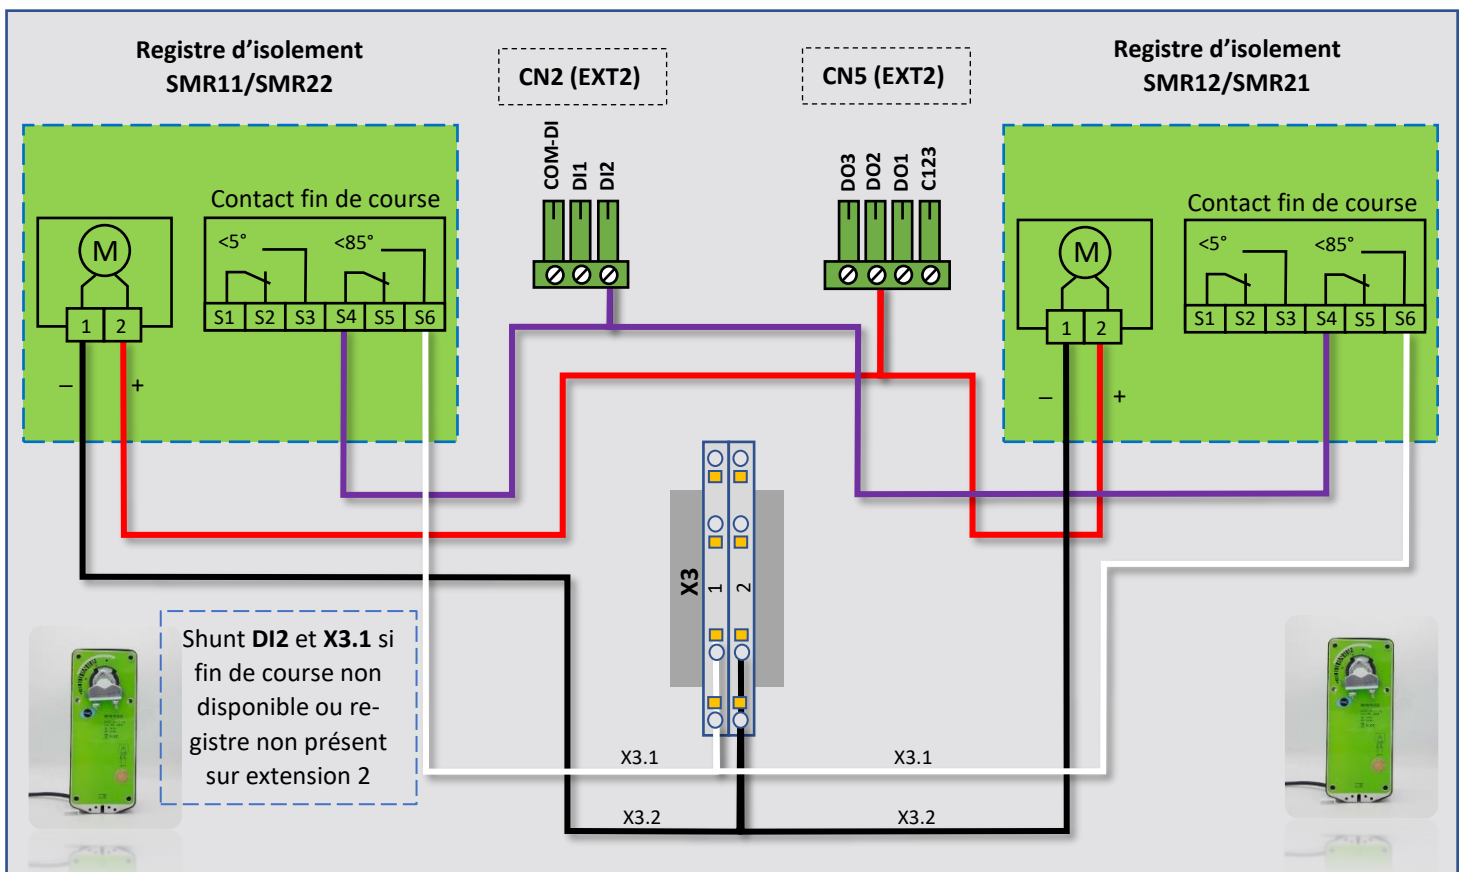 Registre d’isolement
SMR11/SMR22
CN2 (EXT2)
CN5 (EXT2)
Registre d’isolement
SMR12/SMR21
COM-DI
DI1
DI2
DO3
DO2
DO1
C123
Contact fin de course
M
<5°
<85°
S1 S2 S3 S4 S5 S6
1 2
– +
Contact fin de course
M
<5°
<85°
S1 S2 S3 S4 S5 S6
1 2
– +
X3
1
2
Shunt DI2 et X3.1 si
fin de course non
disponible ou re-
gistre non présent
sur extension 2
X3.1
X3.1
X3.2
X3.2